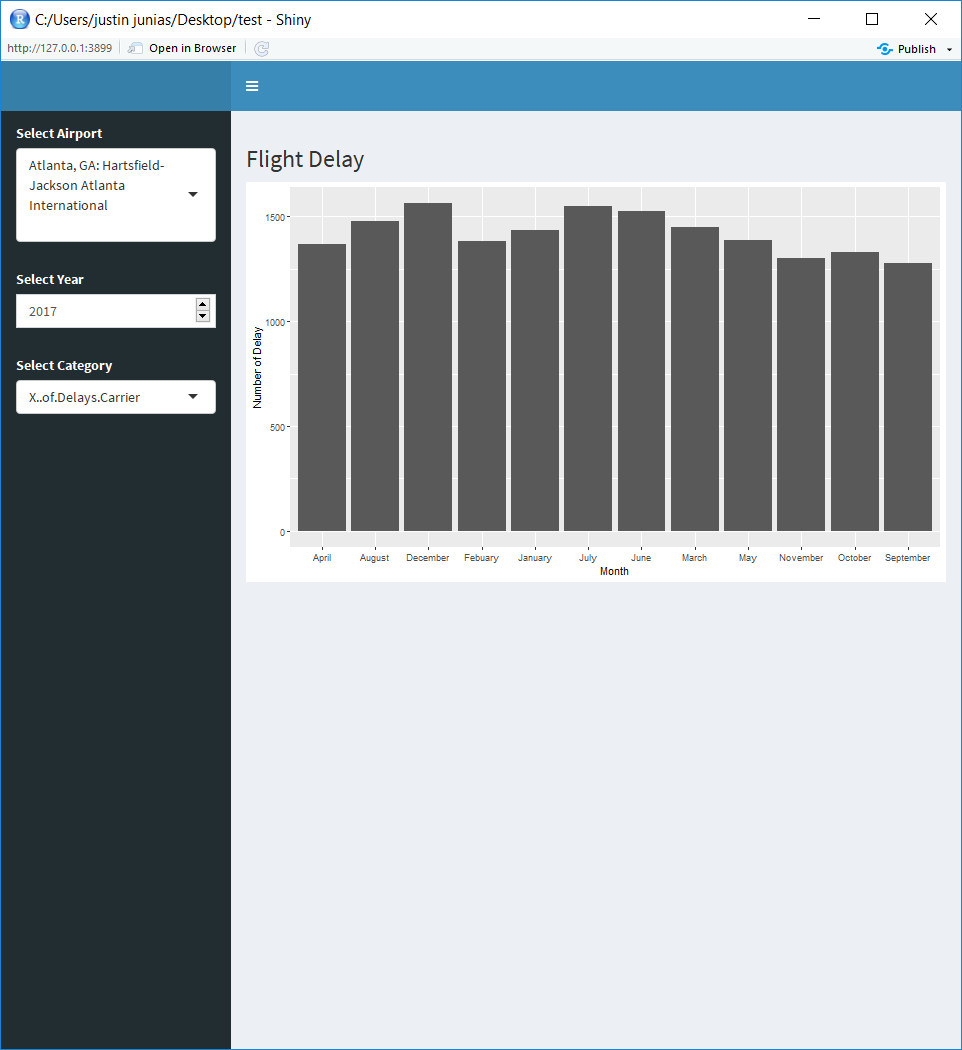 C:/Users/justin junias/Desktop/test - Shiny
http://127.0.0.1:3899
Open in Browser
Publish
Select Airport
Atlanta, GA: Hartsfield-
Jackson Atlanta
International
Select Year
2017
Select Category
X..of.Delays.Carrier
Flight Delay
Number of Delay
1500
1000
500
0
April August December Febuary January July June March May November October September
Month